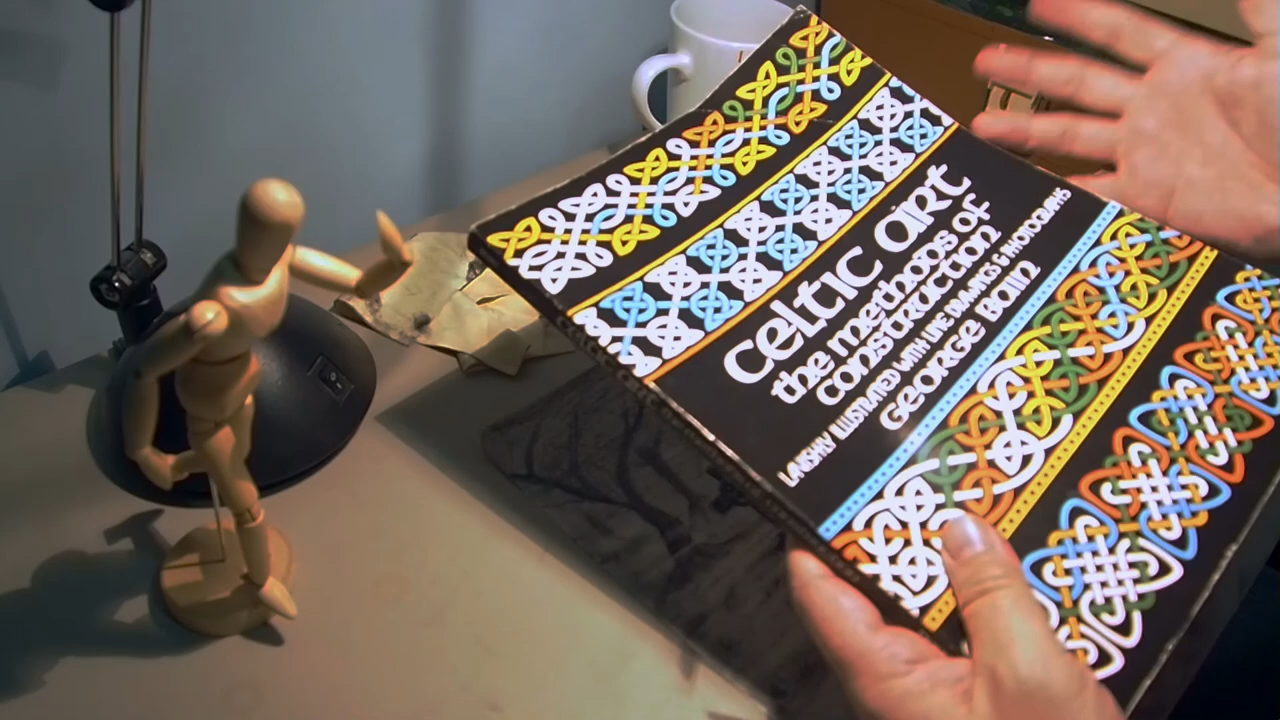 Celtic Art
the methods of
construction
LAVISHLY ILLUSTRATED WITH LINE DRAWINGS & PHOTOGRAPHS
GEORGE BAIN